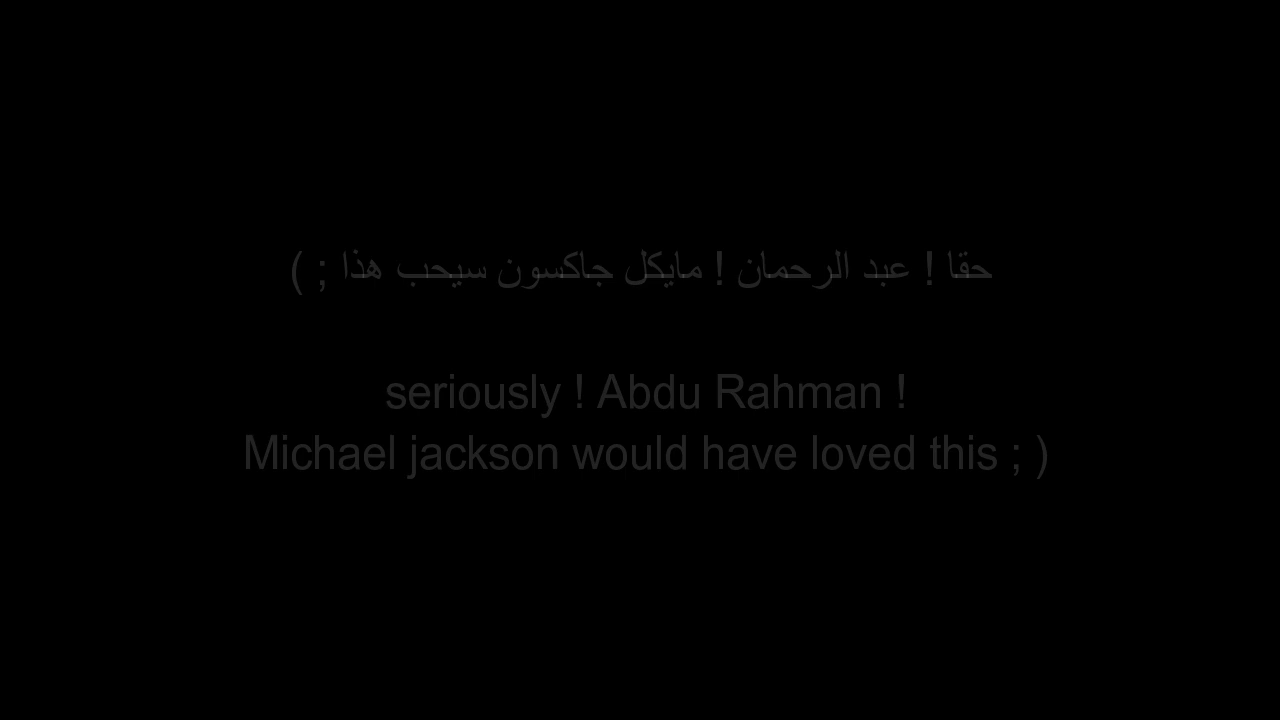 حقا ! عبد الرحمان ! مايكل جاكسون سيحب هذا ; )
seriously ! Abdu Rahman !
Michael jackson would have loved this ; )